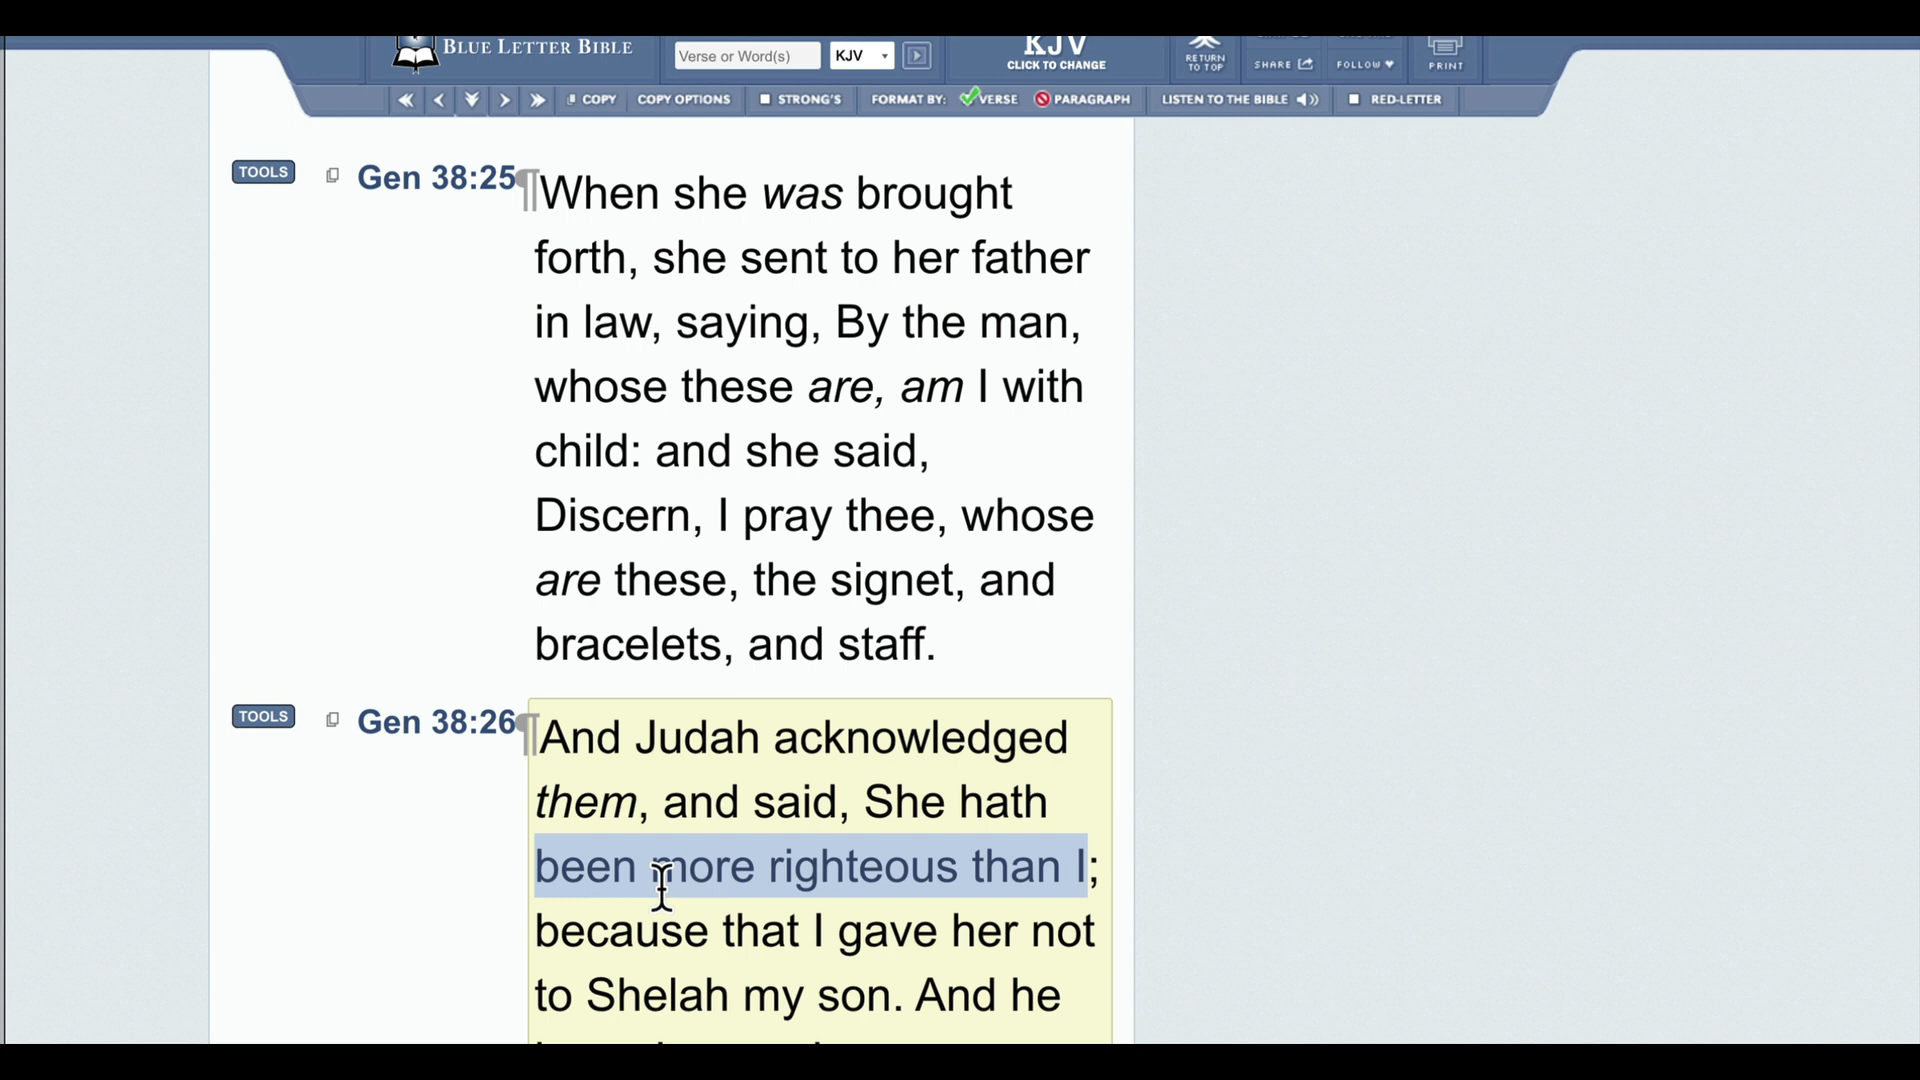 BLUE LETTER BIBLE
Verse or Word(s)
KJV
KJV
CLICK TO CHANGE
RETURN
TO TOP
SHARE
FOLLOW
PRINT
COPY
COPY OPTIONS
STRONG'S
FORMAT BY:
VERSE
PARAGRAPH
LISTEN TO THE BIBLE
RED-LETTER
TOOLS
Gen 38:25
¶When she was brought
forth, she sent to her father
in law, saying, By the man,
whose these are, am I with
child: and she said,
Discern, I pray thee, whose
are these, the signet, and
bracelets, and staff.
TOOLS
Gen 38:26
¶And Judah acknowledged
them, and said, She hath
been more righteous than I;
because that I gave her not
to Shelah my son. And he